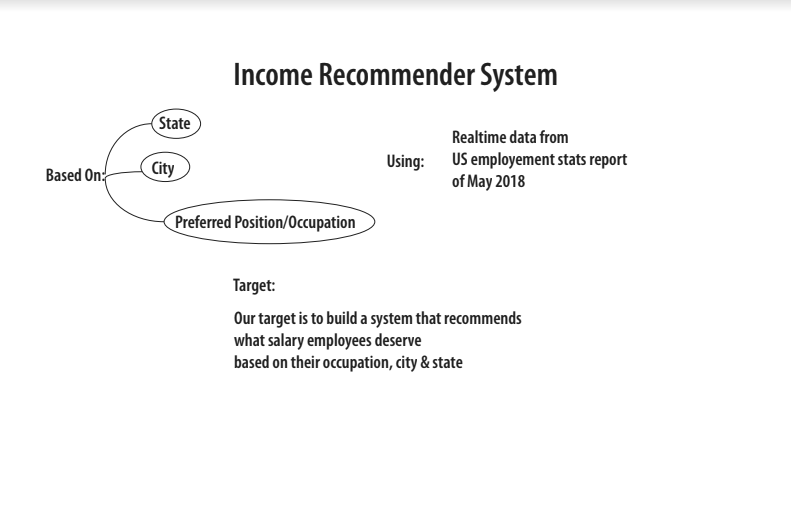 Income Recommender System
State
City
Based On:
Preferred Position/Occupation
Using:
Realtime data from
US employement stats report
of May 2018
Target:
Our target is to build a system that recommends
what salary employees deserve
based on their occupation, city & state